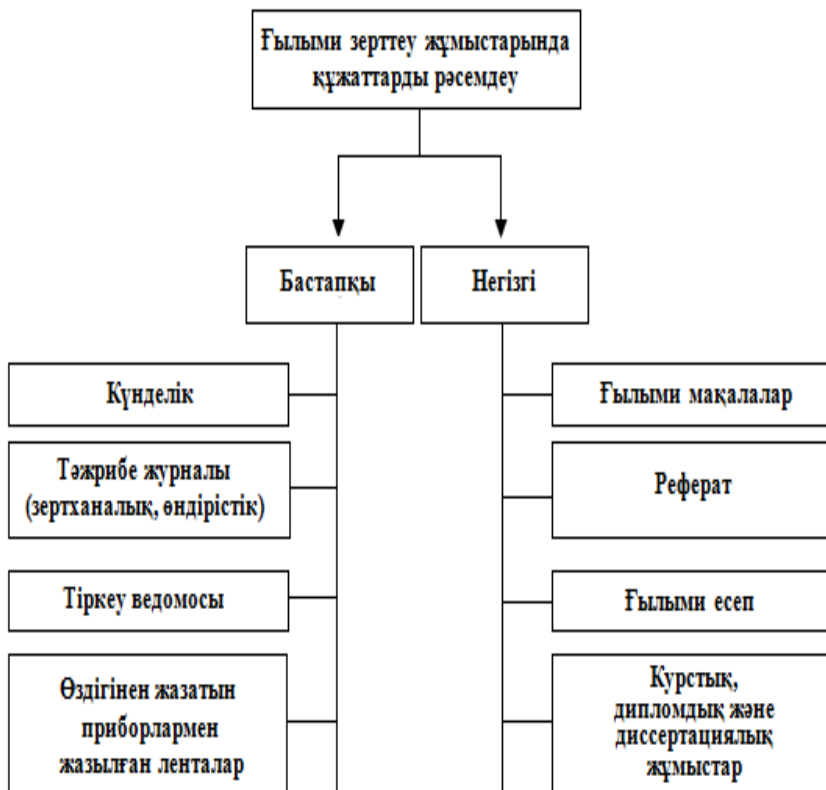 Ғылыми зерттеу жұмыстарында
құжаттарды рәсемдеу
Бастапқы
Негізгі
Күнделік
Ғылыми мақалалар
Тәжрибе журналы
(зертханалық, өндірістік)
Реферат
Тіркеу ведомосы
Ғылыми есеп
Өздігінен жазатын
приборлармен
жазылған ленталар
Курстық,
дипломдық және
диссертациялық
жұмыстар